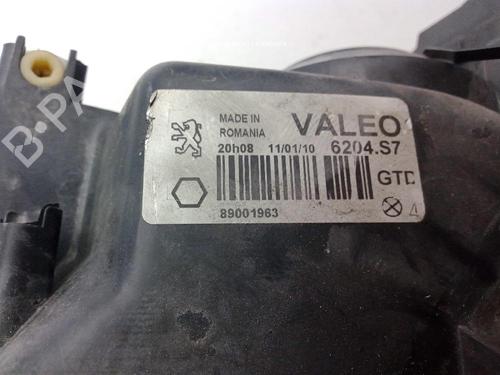 MADE IN
ROMANIA
VALEO
20h08 11/01/10 6204.S7
GTD
89001963
4
B-PA